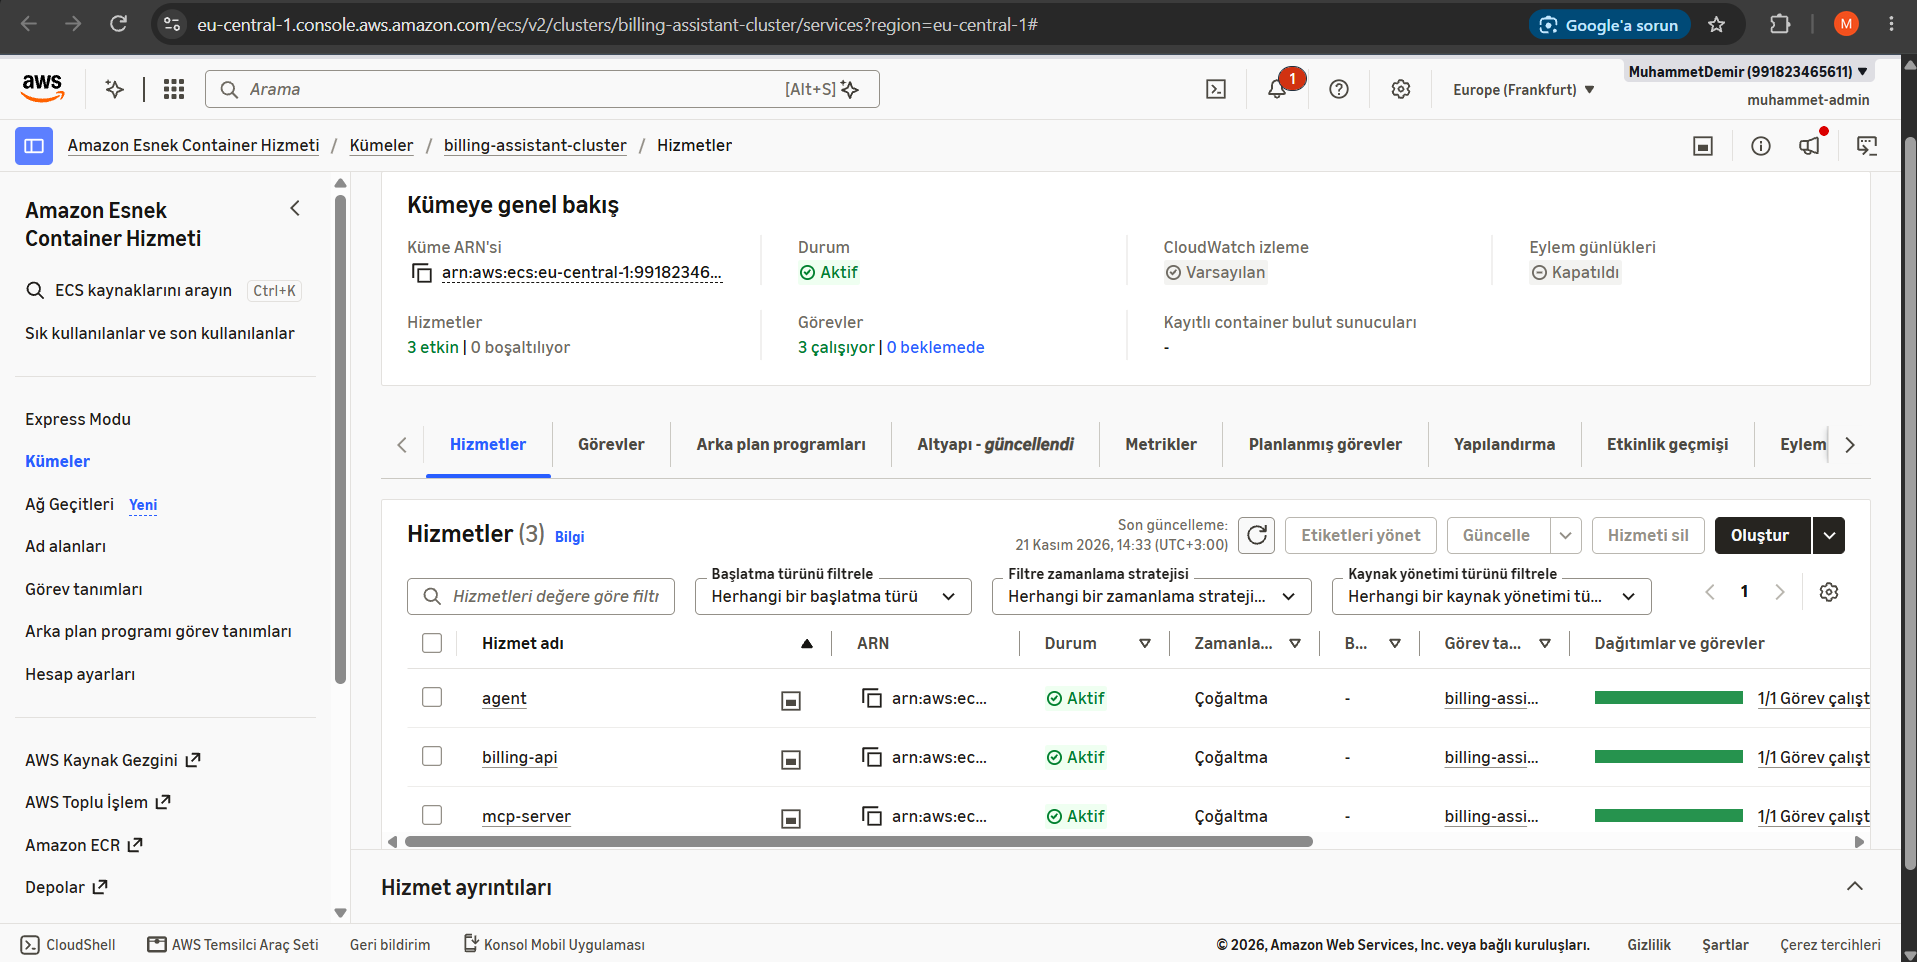 eu-central-1.console.aws.amazon.com/ecs/v2/clusters/billing-assistant-cluster/services?region=eu-central-1#
Google'a sorun
M
aws
Arama
[Alt+S]
1
Europe (Frankfurt)
MuhammetDemir (991823465611)
muhammet-admin
Amazon Esnek Container Hizmeti / Kümeler / billing-assistant-cluster / Hizmetler
Amazon Esnek
Container Hizmeti
ECS kaynaklarını arayın Ctrl+K
Sık kullanılanlar ve son kullanılanlar
Express Modu
Kümeler
Ağ Geçitleri Yeni
Ad alanları
Görev tanımları
Arka plan programı görev tanımları
Hesap ayarları
AWS Kaynak Gezgini
AWS Toplu İşlem
Amazon ECR
Depolar
Kümeye genel bakış
Küme ARN'si
arn:aws:ecs:eu-central-1:99182346...
Durum
Aktif
CloudWatch izleme
Varsayılan
Eylem günlükleri
Kapatıldı
Hizmetler
3 etkin | 0 boşaltılıyor
Görevler
3 çalışıyor | 0 beklemede
Kayıtlı container bulut sunucuları
-
Hizmetler
Görevler
Arka plan programları
Altyapı - güncellendi
Metrikler
Planlanmış görevler
Yapılandırma
Etkinlik geçmişi
Eylem
Hizmetler (3) Bilgi
Son güncelleme:
21 Kasım 2026, 14:33 (UTC+3:00)
Etiketleri yönet
Güncelle
Hizmeti sil
Oluştur
Hizmetleri değere göre filtr
Başlatma türünü filtrele
Herhangi bir başlatma türü
Filtre zamanlama stratejisi
Herhangi bir zamanlama strateji...
Kaynak yönetimi türünü filtrele
Herhangi bir kaynak yönetimi tü...
1
Hizmet adı ARN Durum Zamanla... B... Görev ta... Dağıtımlar ve görevler
agent arn:aws:ec... Aktif Çoğaltma - billing-assi... 1/1 Görev çalışt
billing-api arn:aws:ec... Aktif Çoğaltma - billing-assi... 1/1 Görev çalışt
mcp-server arn:aws:ec... Aktif Çoğaltma - billing-assi... 1/1 Görev çalışt
Hizmet ayrıntıları
CloudShell
AWS Temsilci Araç Seti
Geri bildirim
Konsol Mobil Uygulaması
© 2026, Amazon Web Services, Inc. veya bağlı kuruluşları.
Gizlilik
Şartlar
Çerez tercihleri